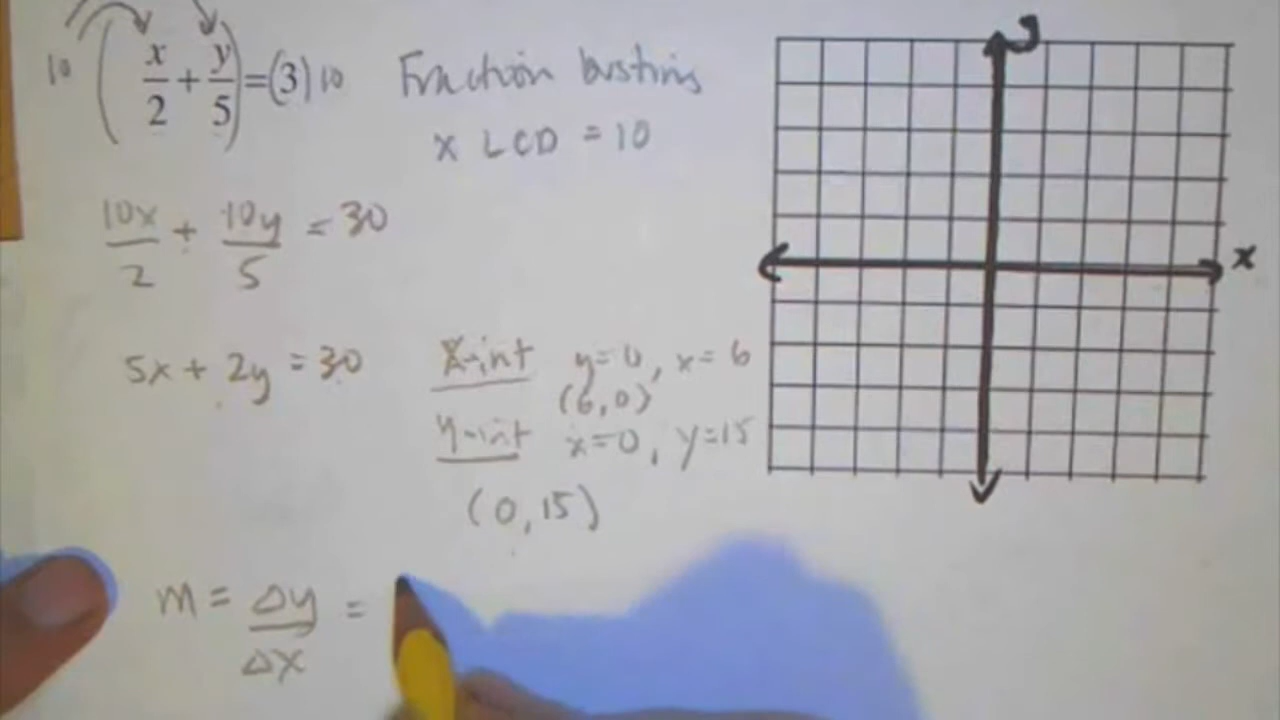 10 (x/2 + y/5) = (3) 10 Fraction busting
x LCD = 10
10x/2 + 10y/5 = 30
5x + 2y = 30
X-int y=0, x=6
(6,0)
y-int x=0, y=15
(0,15)
m = Δy/Δx =
y
x